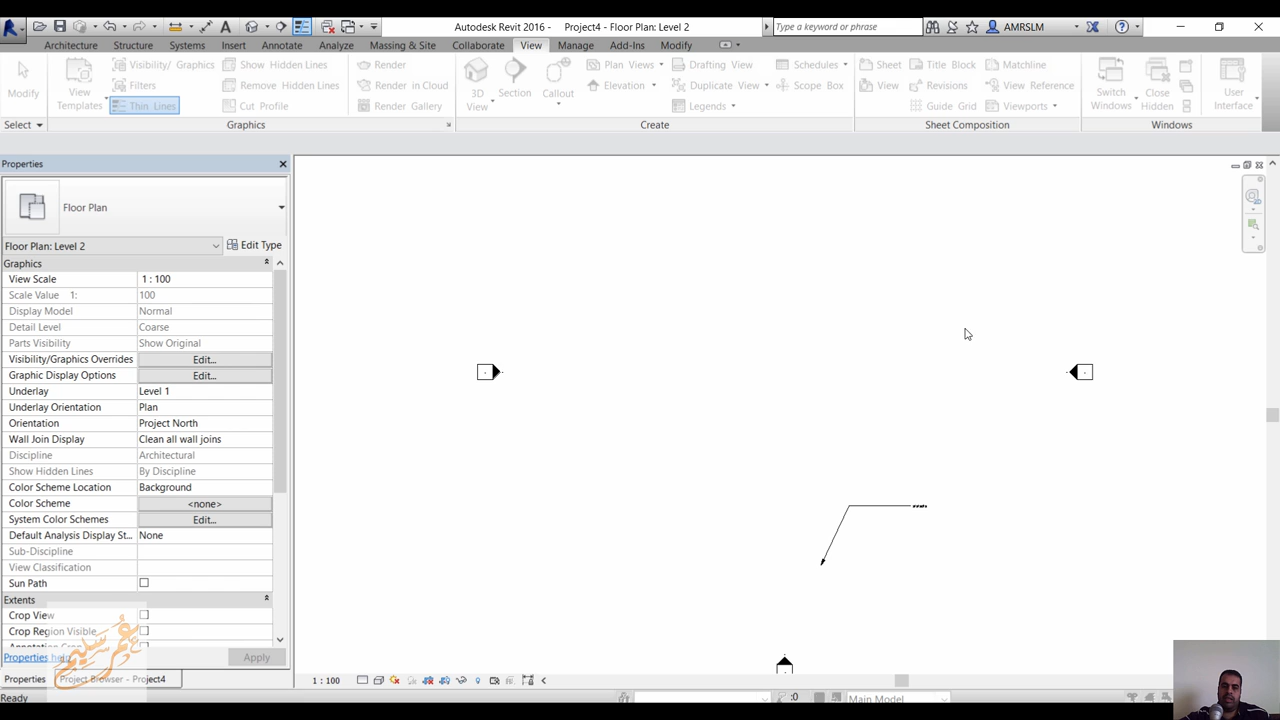 Autodesk Revit 2016 - Project4 - Floor Plan: Level 2
Type a keyword or phrase
AMRSLM
Architecture Structure Systems Insert Annotate Analyze Massing & Site Collaborate View Manage Add-Ins Modify
Modify
View Templates
Visibility/ Graphics
Filters
Thin Lines
Show Hidden Lines
Remove Hidden Lines
Cut Profile
Render
Render in Cloud
Render Gallery
3D View
Section
Callout
Plan Views
Elevation
Drafting View
Duplicate View
Legends
Schedules
Scope Box
Sheet
View
Title Block
Revisions
Guide Grid
Matchline
View Reference
Viewports
Switch Windows
Close Hidden
User Interface
Select Graphics Create Sheet Composition Windows
Properties
Floor Plan
Floor Plan: Level 2 Edit Type
Graphics
View Scale 1 : 100
Scale Value 1: 100
Display Model Normal
Detail Level Coarse
Parts Visibility Show Original
Visibility/Graphics Overrides Edit...
Graphic Display Options Edit...
Underlay Level 1
Underlay Orientation Plan
Orientation Project North
Wall Join Display Clean all wall joins
Discipline Architectural
Show Hidden Lines By Discipline
Color Scheme Location Background
Color Scheme <none>
System Color Schemes Edit...
Default Analysis Display St... None
Sub-Discipline
View Classification
Sun Path
Extents
Crop View
Crop Region Visible
Properties help Apply
Properties Project Browser - Project4
1 : 100
Ready
:0
Main Model